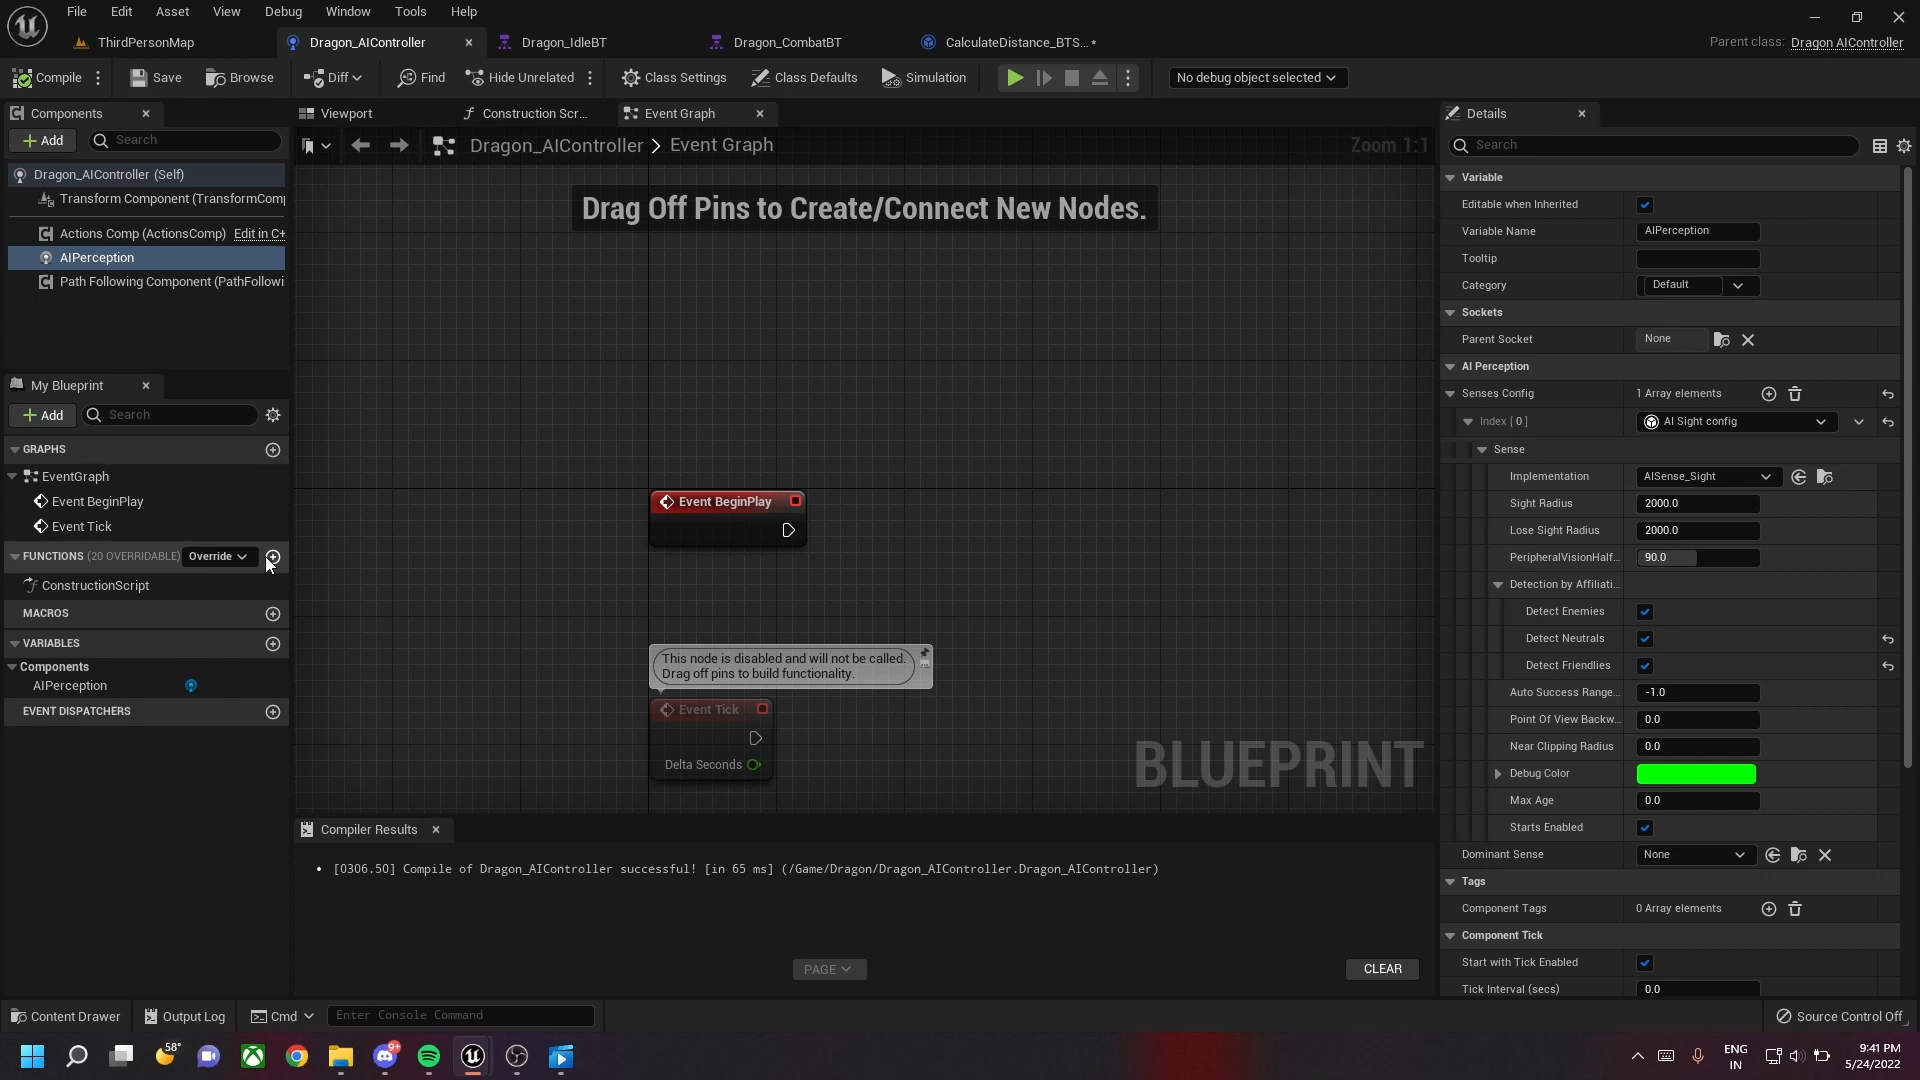 File Edit Asset View Debug Window Tools Help
ThirdPersonMap Dragon_AIController Dragon_IdleBT Dragon_CombatBT CalculateDistance_BTS...* Parent class: Dragon AIController
Compile Save Browse Diff Find Hide Unrelated Class Settings Class Defaults Simulation No debug object selected
Components Viewport Construction Scr... Event Graph Details
Add Search
Dragon_AIController > Event Graph Zoom 1:1
Search
Dragon_AIController (Self)
Transform Component (TransformComp
Actions Comp (ActionsComp) Edit in C+
AIPerception
Path Following Component (PathFollowi
My Blueprint
Add Search
GRAPHS
EventGraph
Event BeginPlay
Event Tick
FUNCTIONS (20 OVERRIDABLE) Override
ConstructionScript
MACROS
VARIABLES
Components
AIPerception
EVENT DISPATCHERS
Drag Off Pins to Create/Connect New Nodes.
Event BeginPlay
This node is disabled and will not be called.
Drag off pins to build functionality.
Event Tick
Delta Seconds
BLUEPRINT
Compiler Results
[0306.50] Compile of Dragon_AIController successful! [in 65 ms] (/Game/Dragon/Dragon_AIController.Dragon_AIController)
PAGE CLEAR
Variable
Editable when Inherited
Variable Name AIPerception
Tooltip
Category Default
Sockets
Parent Socket None
AI Perception
Senses Config 1 Array elements
Index [ 0 ] AI Sight config
Sense
Implementation AISense_Sight
Sight Radius 2000.0
Lose Sight Radius 2000.0
PeripheralVisionHalf... 90.0
Detection by Affiliati...
Detect Enemies
Detect Neutrals
Detect Friendlies
Auto Success Range... -1.0
Point Of View Backw... 0.0
Near Clipping Radius 0.0
Debug Color
Max Age 0.0
Starts Enabled
Dominant Sense None
Tags
Component Tags 0 Array elements
Component Tick
Start with Tick Enabled
Tick Interval (secs) 0.0
Content Drawer Output Log Cmd Enter Console Command Source Control Off
58° 9+ ENG
IN
9:41 PM
5/24/2022